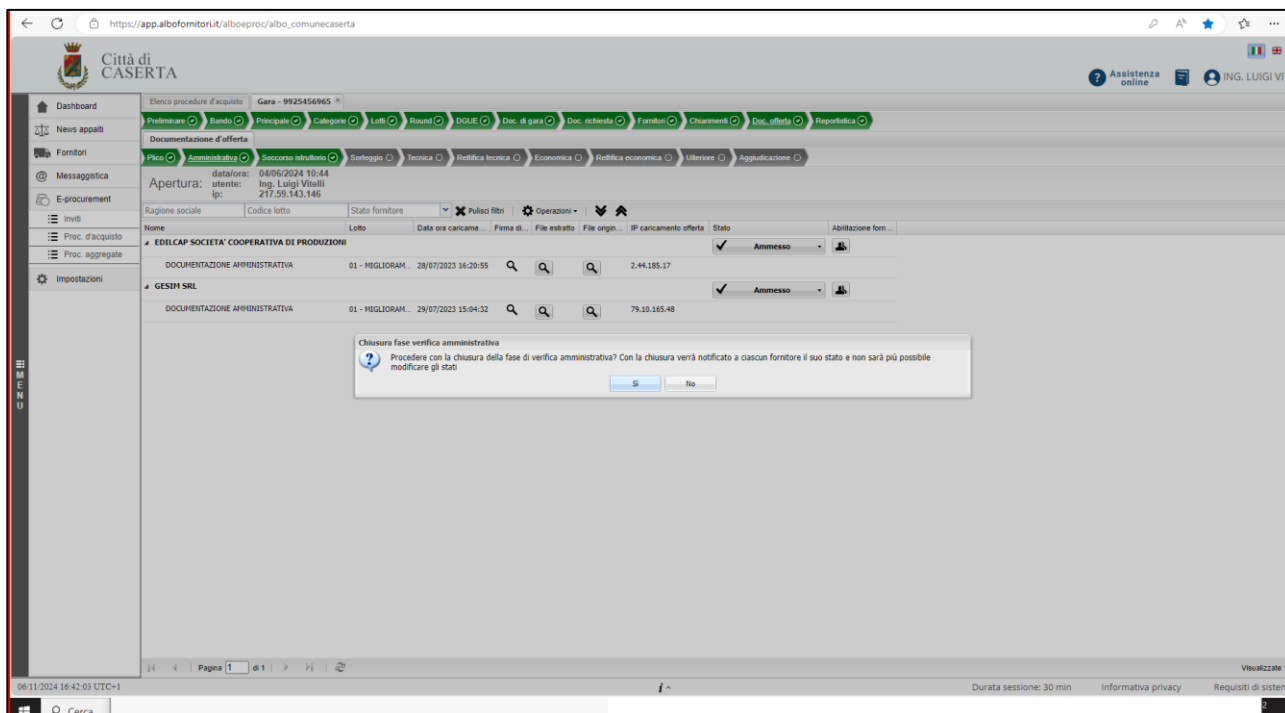 https://app.albofornitori.it/alboeproc/albo_comunecaserta
Città di
CASERTA
Assistenza
online
ING. LUIGI VI
Dashboard
News appalti
Fornitori
Messaggistica
E-procurement
Inviti
Proc. d'acquisto
Proc. aggregate
Impostazioni
MENU
Elenco procedure d'acquisto Gara - 9925456965
Preliminare Bando Principale Categorie Lotti Round DGUE Doc. di gara Doc. richiesta Fornitori Chiarimenti Doc. offerta Reportistica
Documentazione d'offerta
Plico Amministrativa Soccorso istruttorio Sorteggio Tecnica Rettifica tecnica Economica Rettifica economica Ulteriore Aggiudicazione
Apertura: data/ora: 04/06/2024 10:44
utente: Ing. Luigi Vitelli
ip: 217.59.143.146
Ragione sociale Codice lotto Stato fornitore Pulisci filtri Operazioni
Nome Lotto Data ora caricame... Firma di... File estratto File origin... IP caricamento offerta Stato Abilitazione forn...
EDILCAP SOCIETA' COOPERATIVA DI PRODUZIONI Ammesso
DOCUMENTAZIONE AMMINISTRATIVA 01 - MIGLIORAM... 28/07/2023 16:20:55 2.44.185.17
GESIM SRL Ammesso
DOCUMENTAZIONE AMMINISTRATIVA 01 - MIGLIORAM... 29/07/2023 15:04:32 79.10.165.48
Chiusura fase verifica amministrativa
Procedere con la chiusura della fase di verifica amministrativa? Con la chiusura verrà notificato a ciascun fornitore il suo stato e non sarà più possibile
modificare gli stati
Sì No
Pagina 1 di 1 Visualizzate
06/11/2024 16:42:03 UTC+1 i Durata sessione: 30 min Informativa privacy Requisiti di sisten
Cerca 2